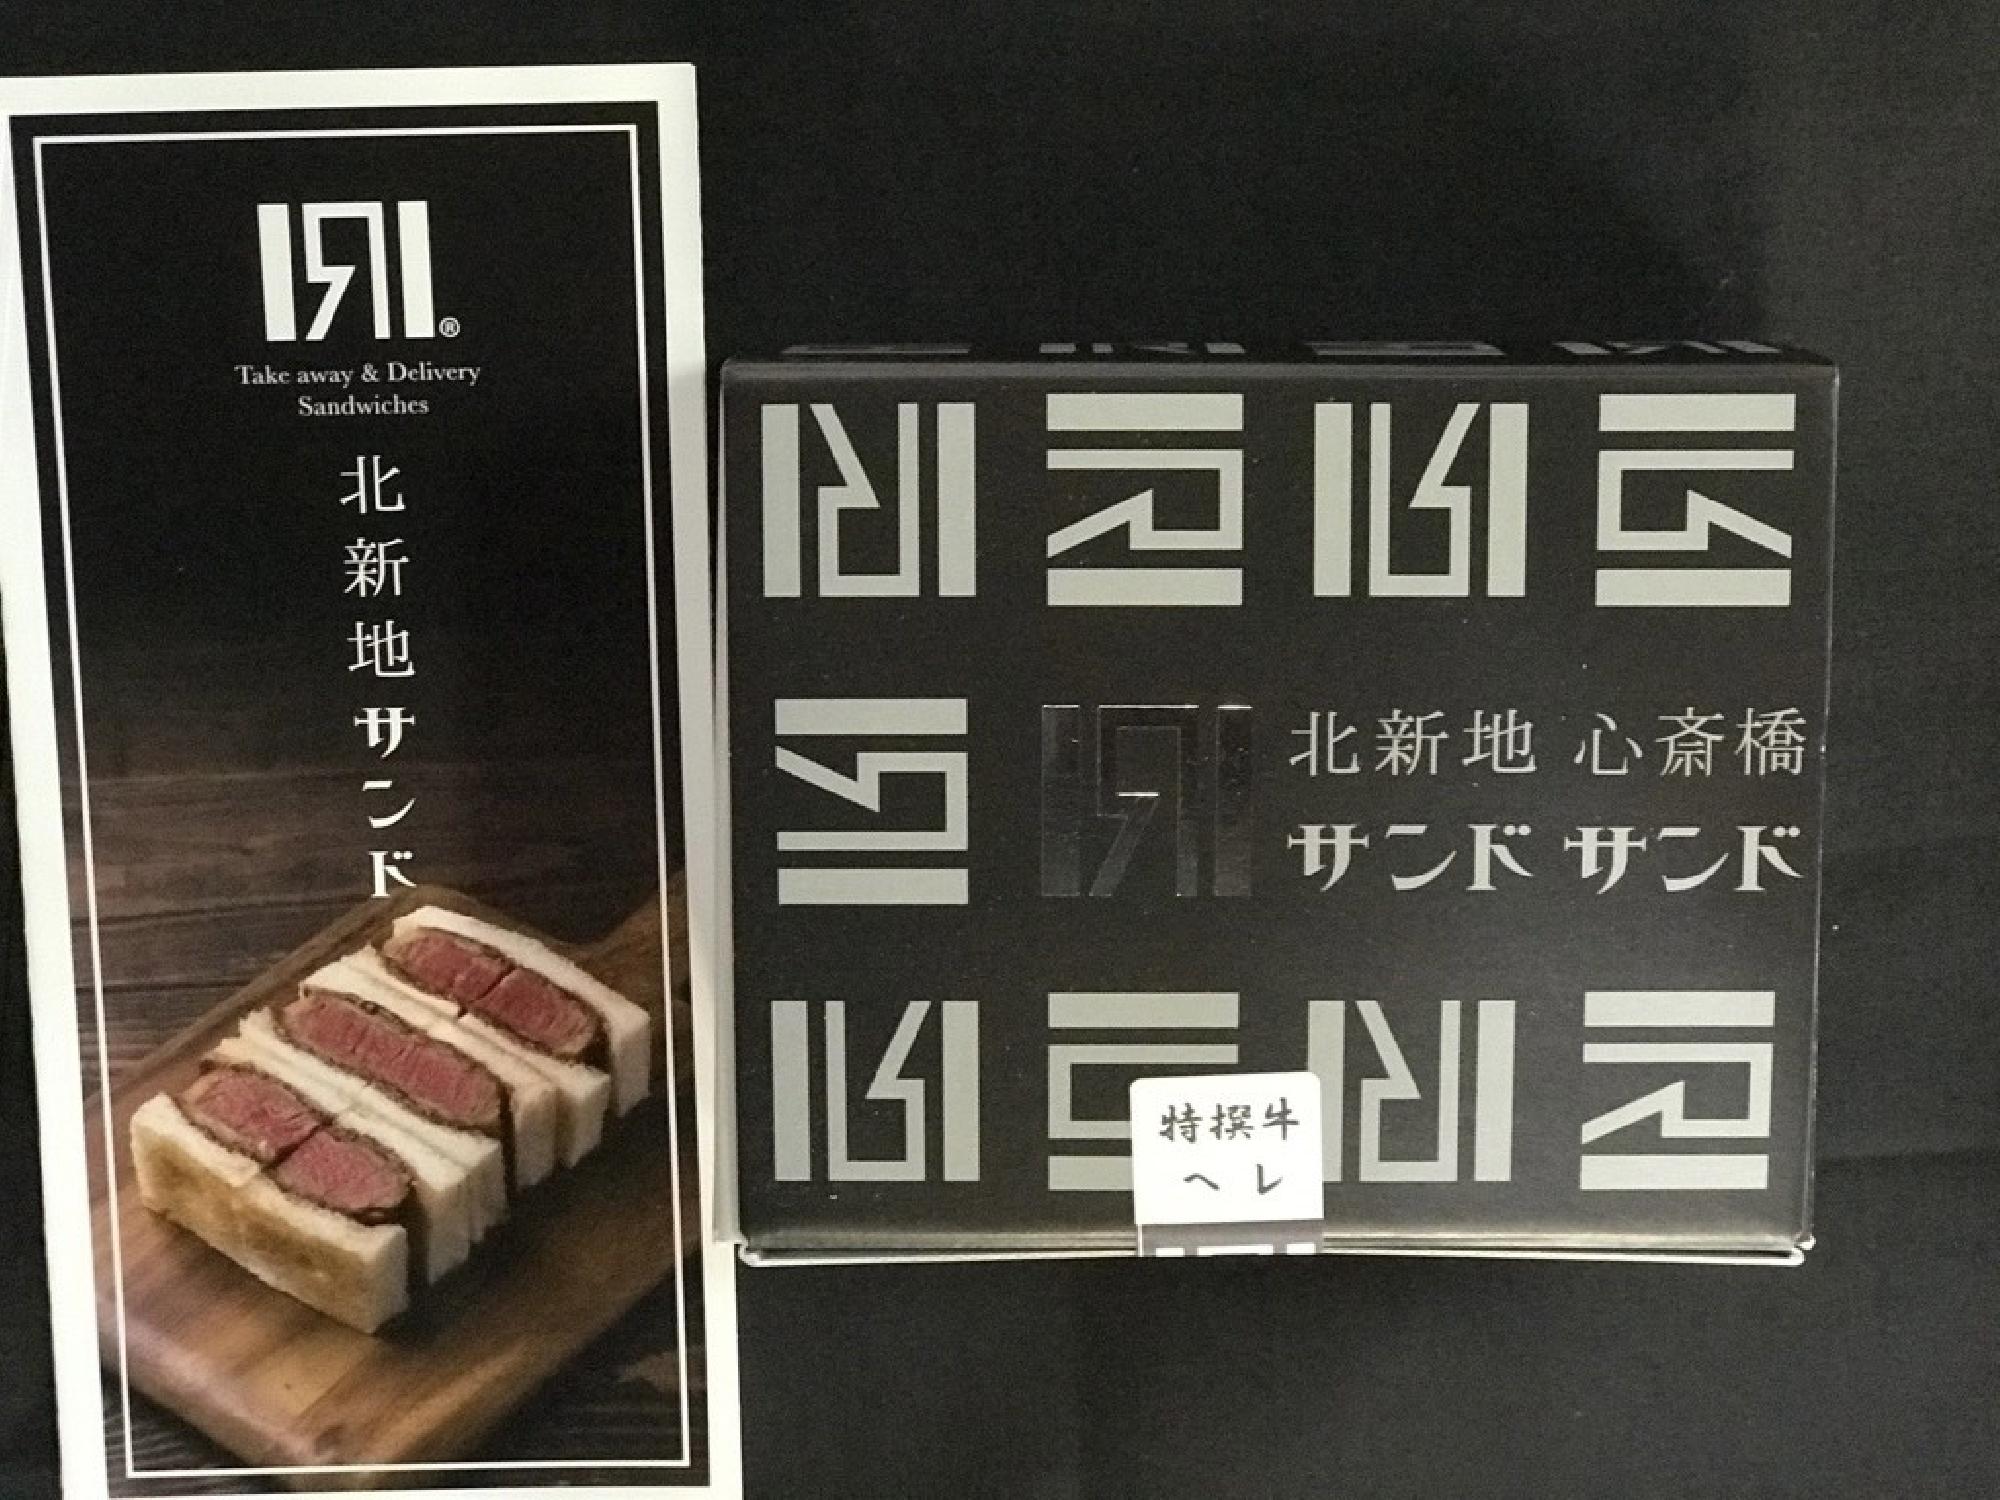 ®
Take away & Delivery
Sandwiches
北新地サンド
北新地 心斎橋
サンド サンド
特撰牛
ヘレ